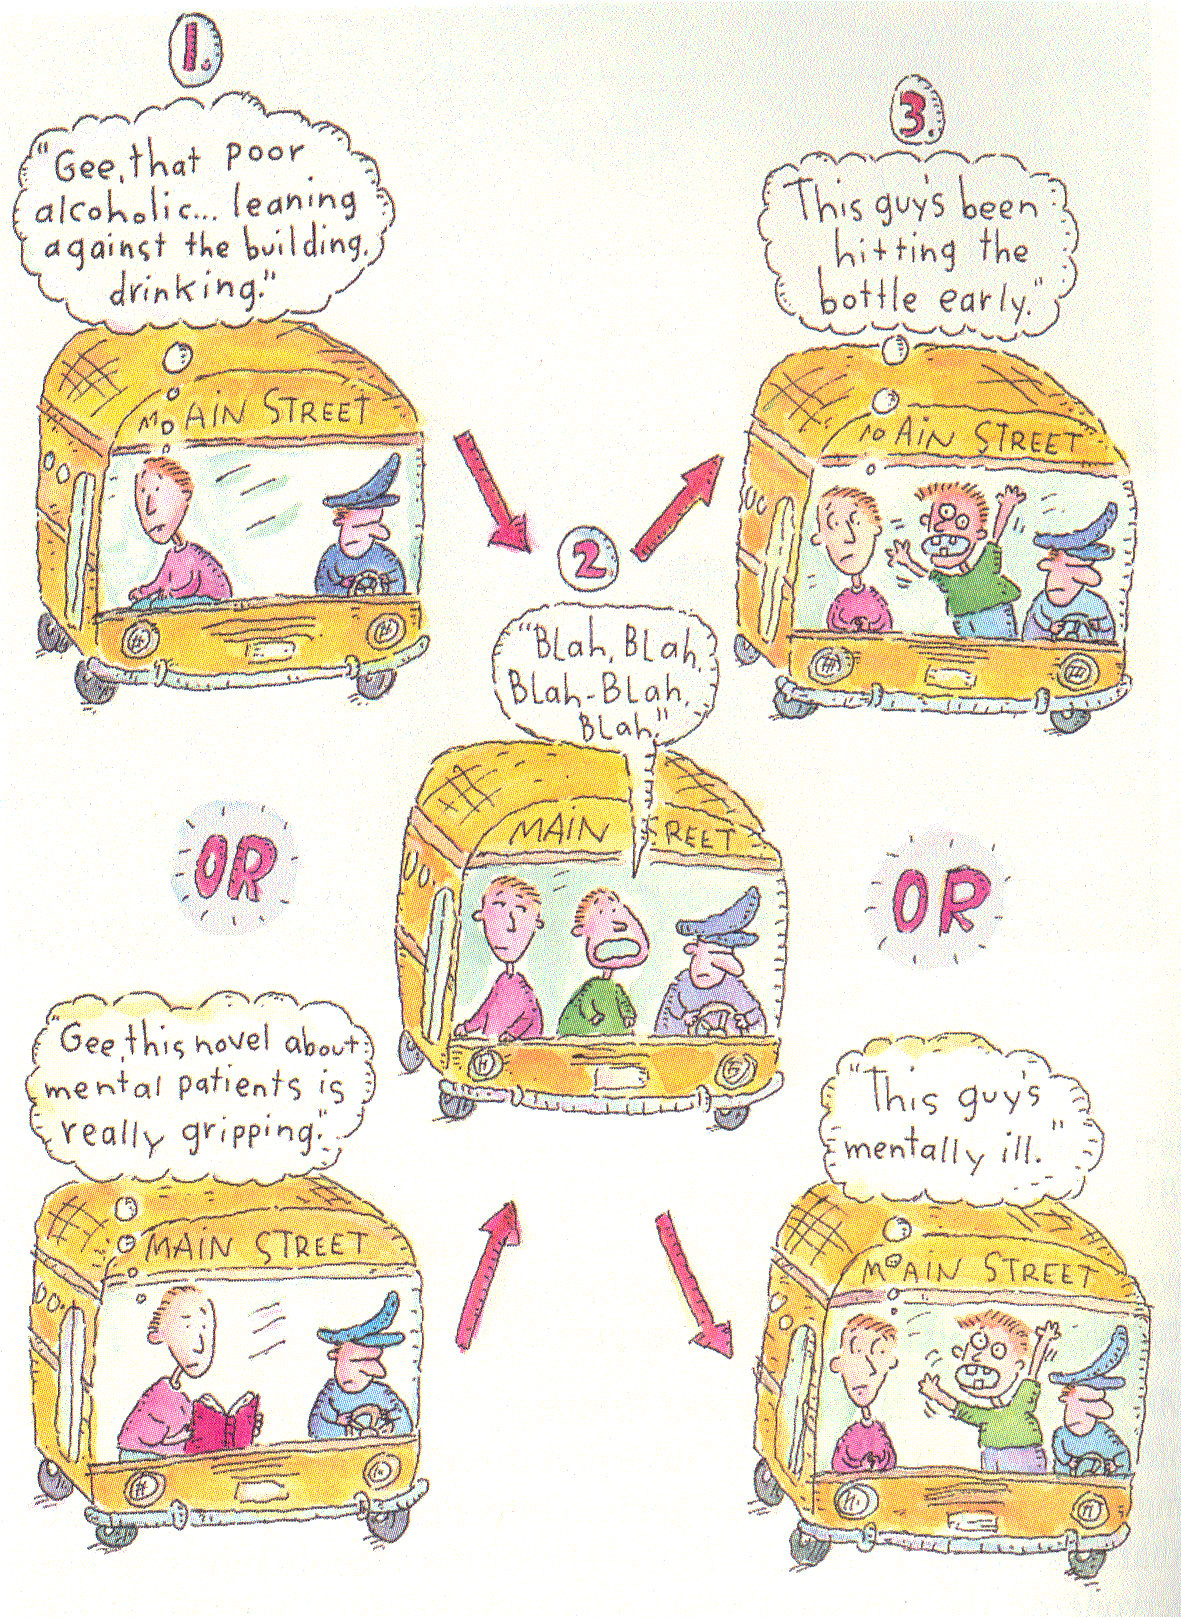 1.
"Gee, that poor
alcoholic... leaning
against the building,
drinking."
MAIN STREET
2
"Blah, Blah,
Blah-Blah,
Blah."
MAIN STREET
3.
This guy's been
hitting the
bottle early."
MAIN STREET
OR
OR
"Gee, this novel about
mental patients is
really gripping."
MAIN STREET
"This guy's
mentally ill."
MAIN STREET